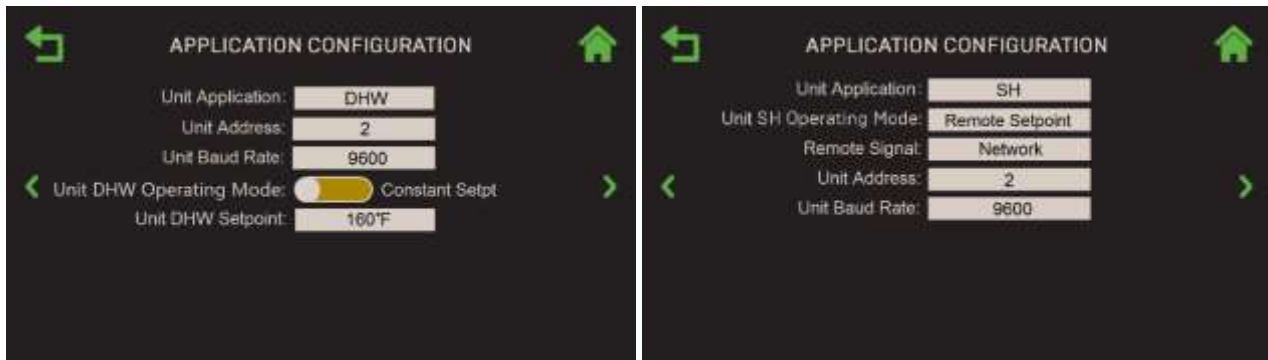 APPLICATION CONFIGURATION
Unit Application: DHW
Unit Address: 2
Unit Baud Rate: 9600
Unit DHW Operating Mode: Constant Setpt
Unit DHW Setpoint: 160°F
APPLICATION CONFIGURATION
Unit Application: SH
Unit SH Operating Mode: Remote Setpoint
Remote Signal: Network
Unit Address: 2
Unit Baud Rate: 9600